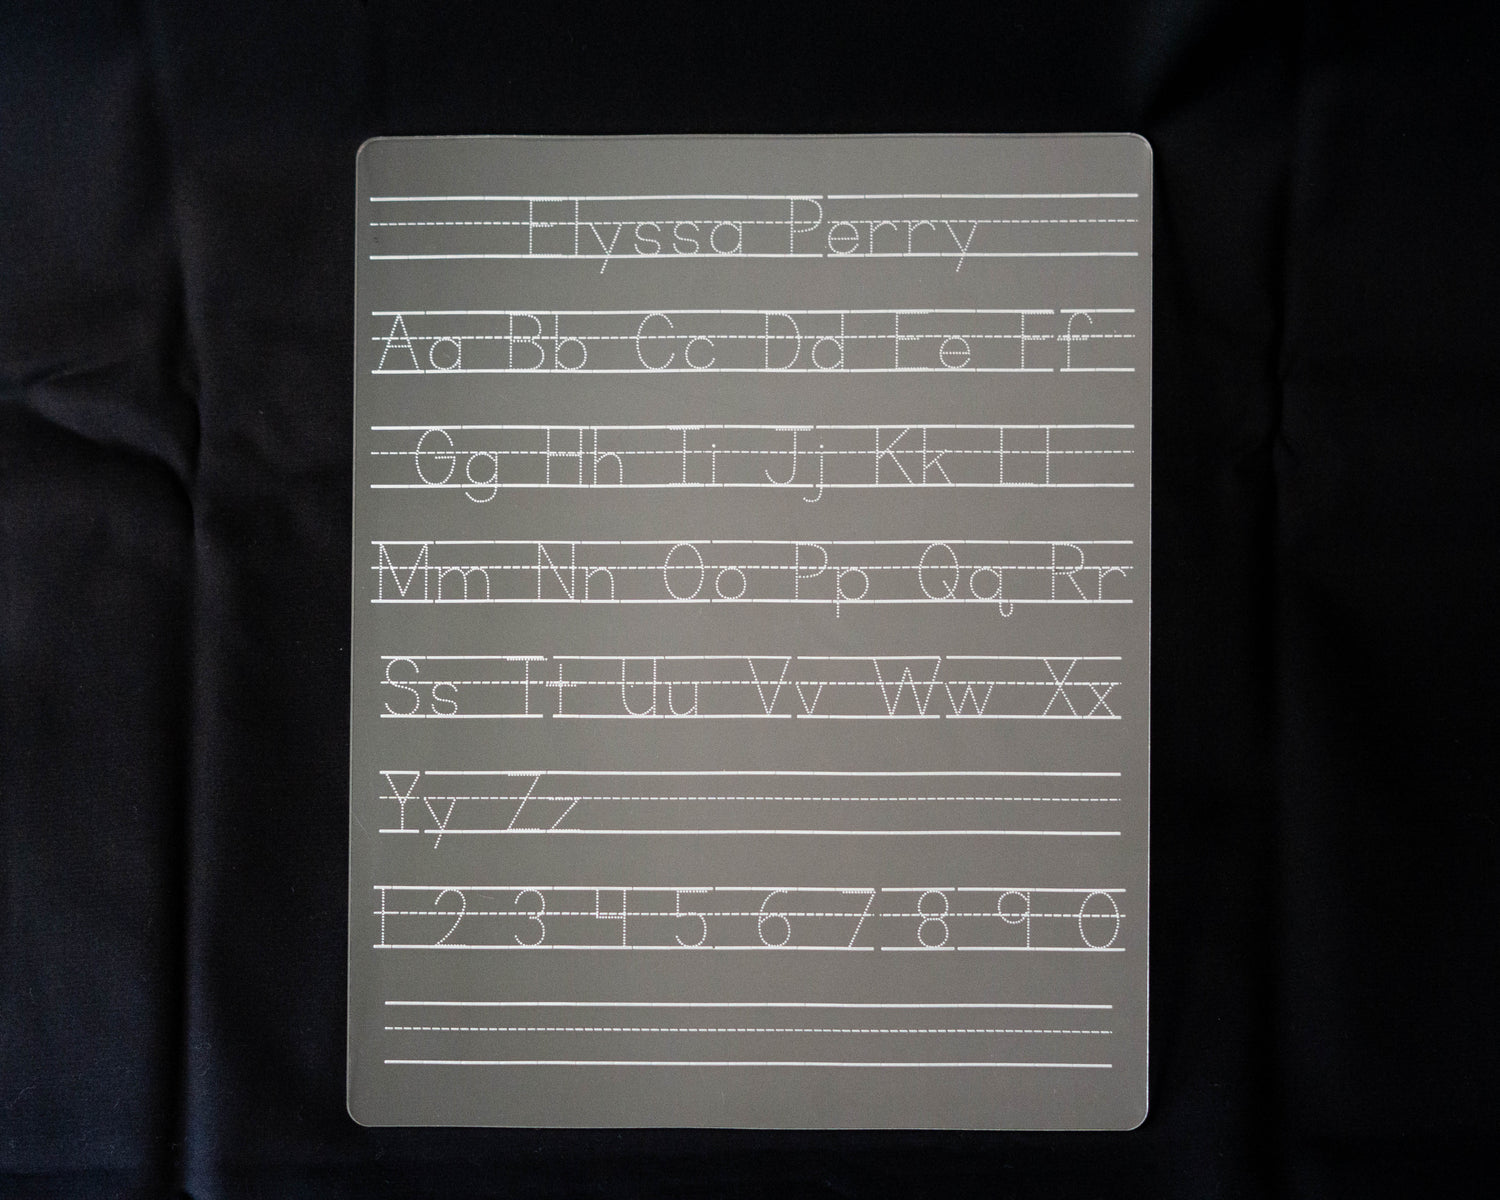 Elyssa Perry
Aa Bb Cc Dd Ee Ff
Gg Hh Ii Jj Kk Ll
Mm Nn Oo Pp Qq Rr
Ss Tt Uu Vv Ww Xx
Yy Zz
1 2 3 4 5 6 7 8 9 0